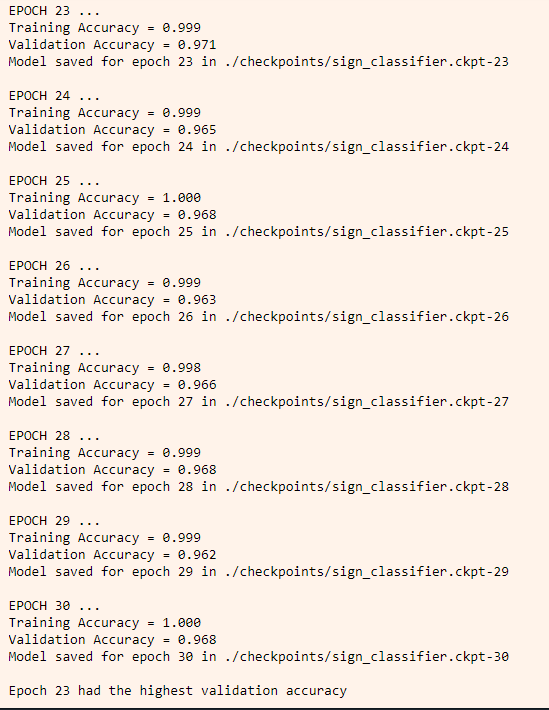 EPOCH 23 ...
Training Accuracy = 0.999
Validation Accuracy = 0.971
Model saved for epoch 23 in ./checkpoints/sign_classifier.ckpt-23
EPOCH 24 ...
Training Accuracy = 0.999
Validation Accuracy = 0.965
Model saved for epoch 24 in ./checkpoints/sign_classifier.ckpt-24
EPOCH 25 ...
Training Accuracy = 1.000
Validation Accuracy = 0.968
Model saved for epoch 25 in ./checkpoints/sign_classifier.ckpt-25
EPOCH 26 ...
Training Accuracy = 0.999
Validation Accuracy = 0.963
Model saved for epoch 26 in ./checkpoints/sign_classifier.ckpt-26
EPOCH 27 ...
Training Accuracy = 0.998
Validation Accuracy = 0.966
Model saved for epoch 27 in ./checkpoints/sign_classifier.ckpt-27
EPOCH 28 ...
Training Accuracy = 0.999
Validation Accuracy = 0.968
Model saved for epoch 28 in ./checkpoints/sign_classifier.ckpt-28
EPOCH 29 ...
Training Accuracy = 0.999
Validation Accuracy = 0.962
Model saved for epoch 29 in ./checkpoints/sign_classifier.ckpt-29
EPOCH 30 ...
Training Accuracy = 1.000
Validation Accuracy = 0.968
Model saved for epoch 30 in ./checkpoints/sign_classifier.ckpt-30
Epoch 23 had the highest validation accuracy